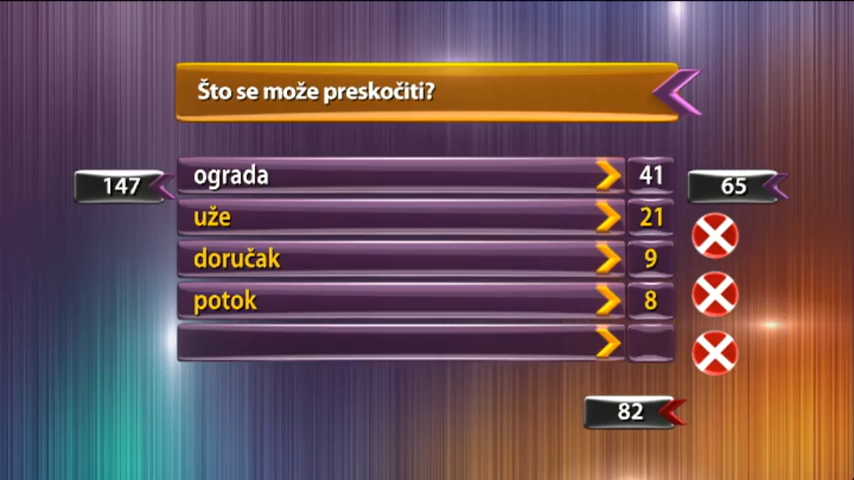 Što se može preskočiti?
147
ograda 41
65
uže 21
doručak 9
potok 8
82